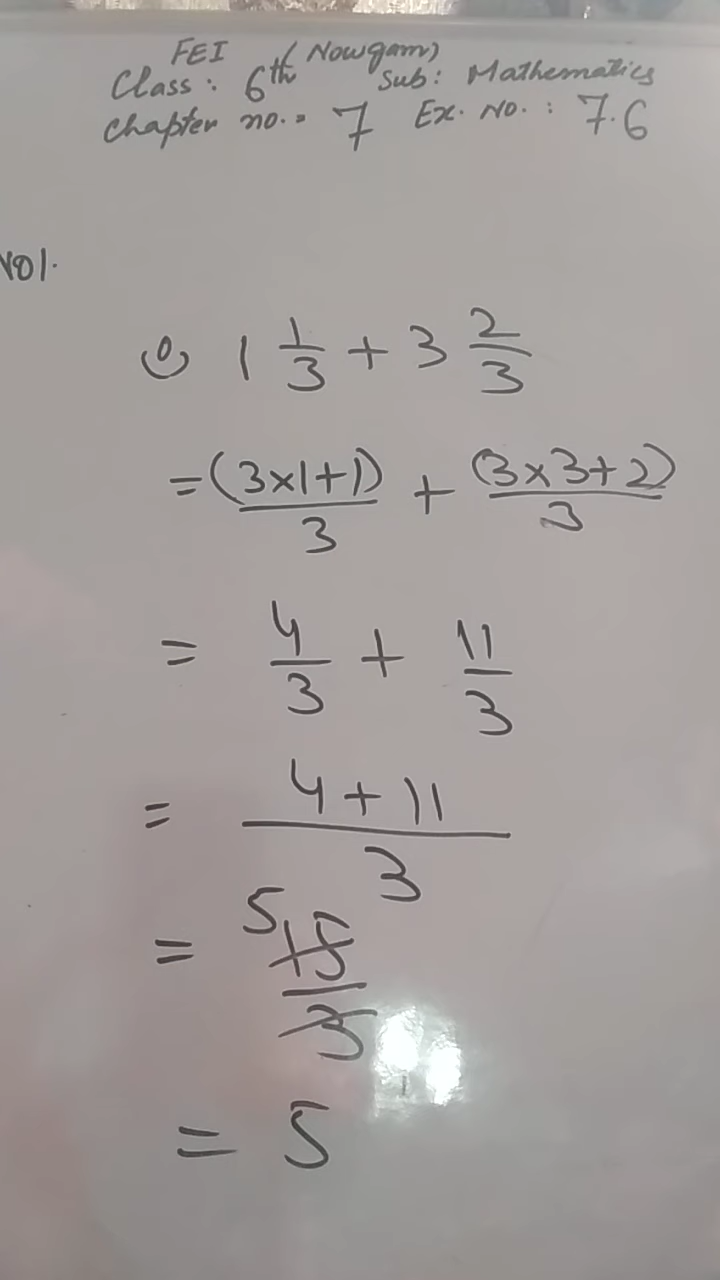 FEI (Nowgam)
Class: 6th Sub: Mathematics
Chapter no.= 7 Ex. No.: 7.6
No1.
1 1/3 + 3 2/3
= (3×1+1)/3 + (3×3+2)/3
= 4/3 + 11/3
= 4+11/3
= 5 15/3
= 5